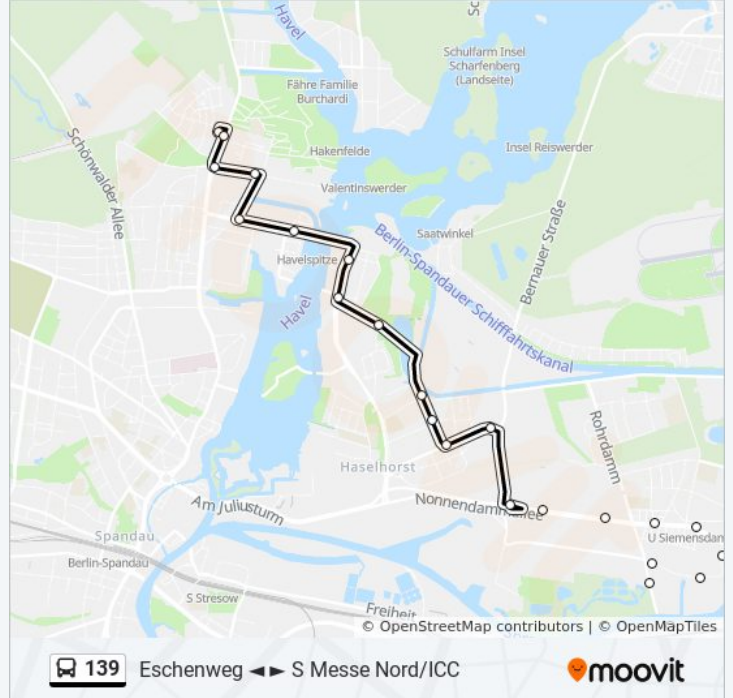 Havel
Sc
Schulfarm Insel
Scharfenberg
(Landseite)
Fähre Familie
Burchardi
Schönwalder Allee
Hakenfelde
Insel Reiswerder
Valentinswerder
Saatwinkel
Bernauer Straße
Berlin-Spandauer Schifffahrtskanal
Havelspitze
Havel
Rohrdamm
Haselhorst
Am Juliusturm
Nonnendammallee
Spandau
U Siemensdan
Berlin-Spandau
S Stresow
Freiheit
© OpenStreetMap contributors | © OpenMapTiles
139 Eschenweg ◄► S Messe Nord/ICC
moovit